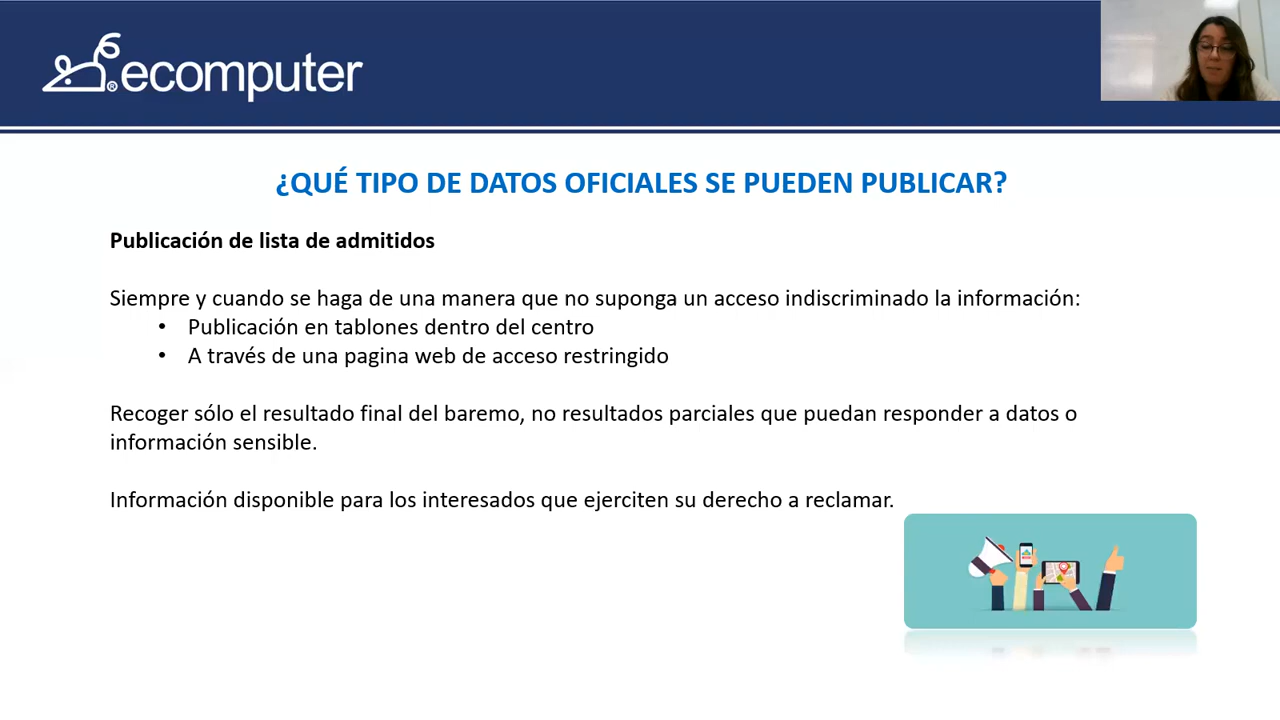 ecomputer
¿QUÉ TIPO DE DATOS OFICIALES SE PUEDEN PUBLICAR?
Publicación de lista de admitidos
Siempre y cuando se haga de una manera que no suponga un acceso indiscriminado la información:
• Publicación en tablones dentro del centro
• A través de una pagina web de acceso restringido
Recoger sólo el resultado final del baremo, no resultados parciales que puedan responder a datos o
información sensible.
Información disponible para los interesados que ejerciten su derecho a reclamar.